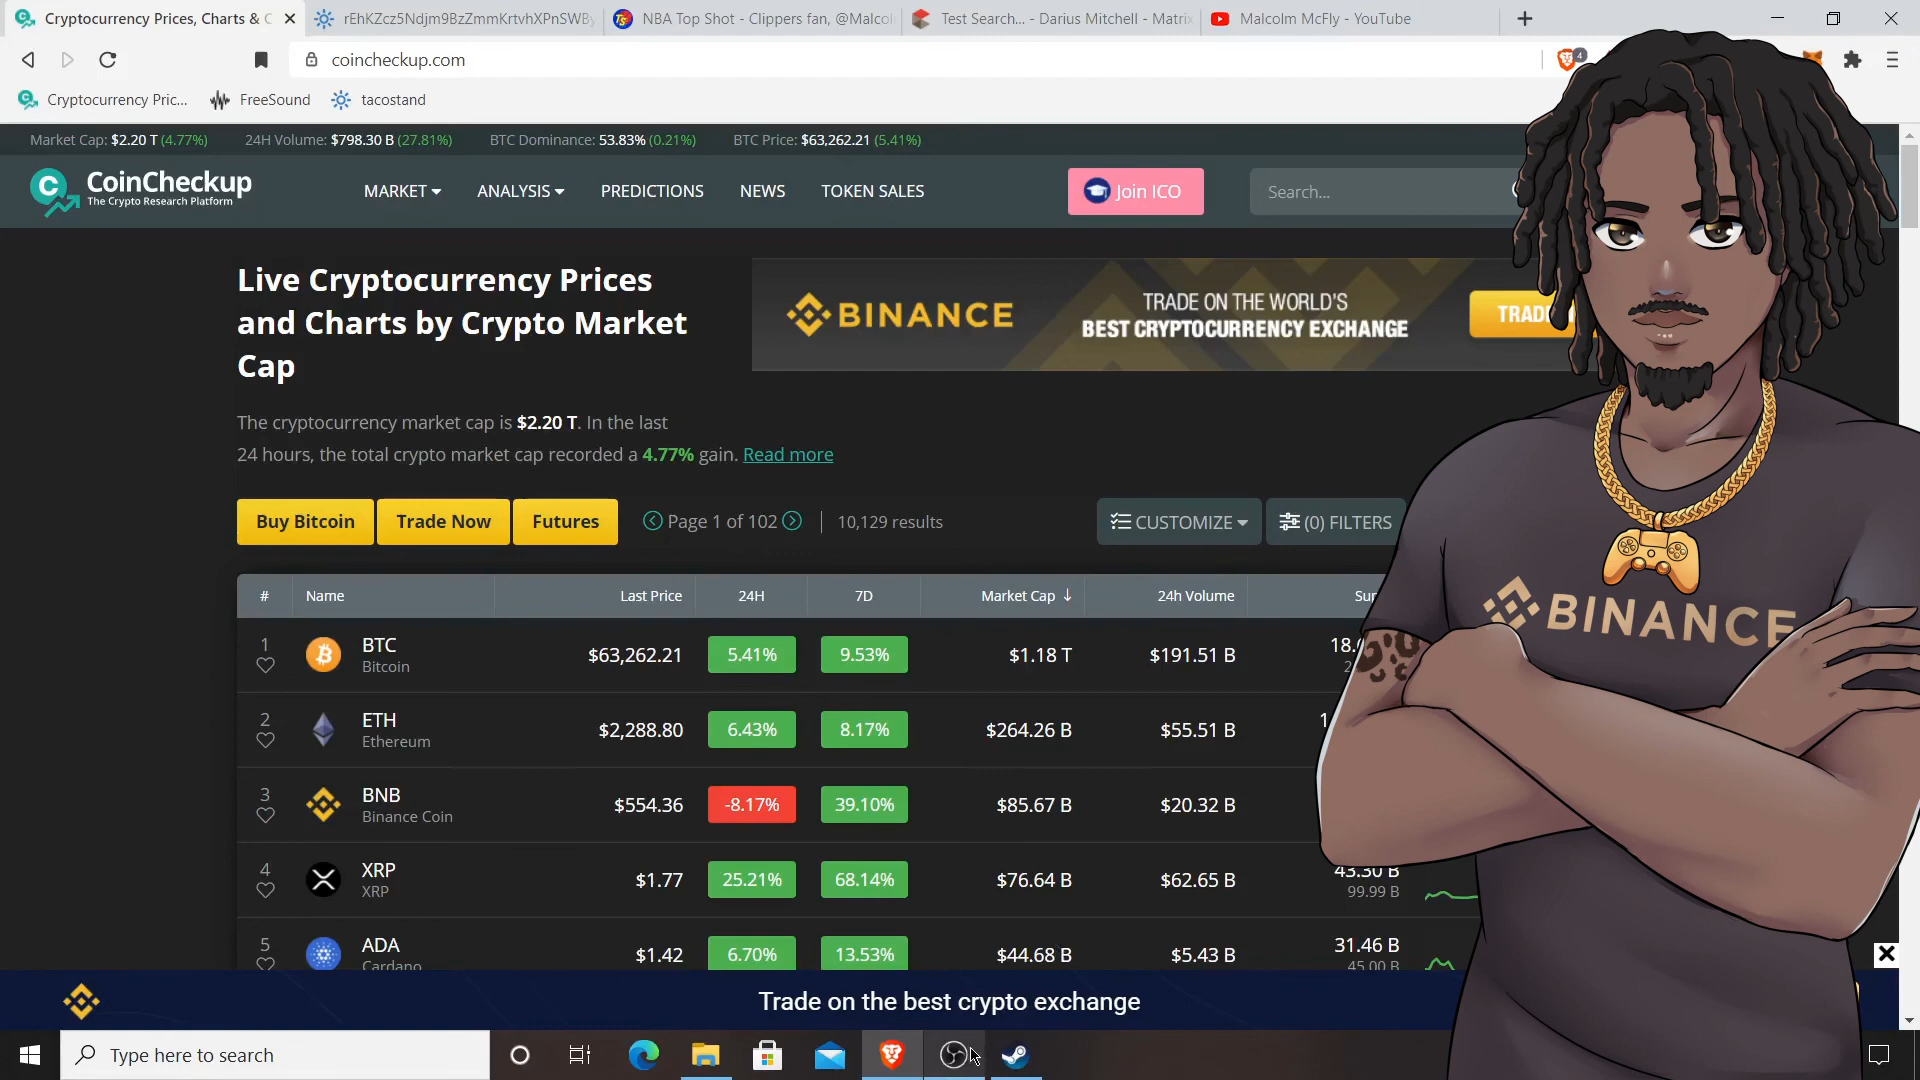 Cryptocurrency Prices, Charts & C
rEhKZcz5Ndjm9BzZmmKrtvhXPnSWBy
NBA Top Shot - Clippers fan, @Malcol
Test Search... - Darius Mitchell - Matrix
Malcolm McFly - YouTube
coincheckup.com
4
Cryptocurrency Pric...
FreeSound
tacostand
Market Cap: $2.20 T (4.77%)
24H Volume: $798.30 B (27.81%)
BTC Dominance: 53.83% (0.21%)
BTC Price: $63,262.21 (5.41%)
CoinCheckup
The Crypto Research Platform
MARKET
ANALYSIS
PREDICTIONS
NEWS
TOKEN SALES
Join ICO
Search...
Live Cryptocurrency Prices
and Charts by Crypto Market
Cap
BINANCE
TRADE ON THE WORLD'S
BEST CRYPTOCURRENCY EXCHANGE
The cryptocurrency market cap is $2.20 T. In the last
24 hours, the total crypto market cap recorded a 4.77% gain. Read more
Buy Bitcoin
Trade Now
Futures
Page 1 of 102
10,129 results
CUSTOMIZE
(0) FILTERS
# Name Last Price 24H 7D Market Cap ↓ 24h Volume
1 BTC $63,262.21 5.41% 9.53% $1.18 T $191.51 B
Bitcoin
2 ETH $2,288.80 6.43% 8.17% $264.26 B $55.51 B
Ethereum
3 BNB $554.36 -8.17% 39.10% $85.67 B $20.32 B
Binance Coin
4 XRP $1.77 25.21% 68.14% $76.64 B $62.65 B 43.30 B
XRP 99.99 B
5 ADA $1.42 6.70% 13.53% $44.68 B $5.43 B 31.46 B
Cardano 45.00 B
BINANCE
Trade on the best crypto exchange
Type here to search